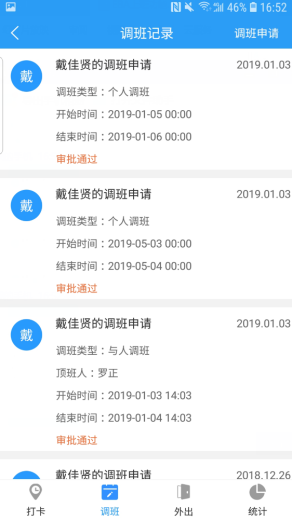 46% 16:52
调班记录 调班申请
戴 戴佳贤的调班申请 2019.01.03
调班类型：个人调班
开始时间：2019-01-05 00:00
结束时间：2019-01-06 00:00
审批通过
戴 戴佳贤的调班申请 2019.01.03
调班类型：个人调班
开始时间：2019-05-03 00:00
结束时间：2019-05-04 00:00
审批通过
戴 戴佳贤的调班申请 2019.01.03
调班类型：与人调班
顶班人：罗正
开始时间：2019-01-03 14:03
结束时间：2019-01-04 14:03
审批通过
戴佳贤的调班申请 2018.12.26
打卡 调班 外出 统计